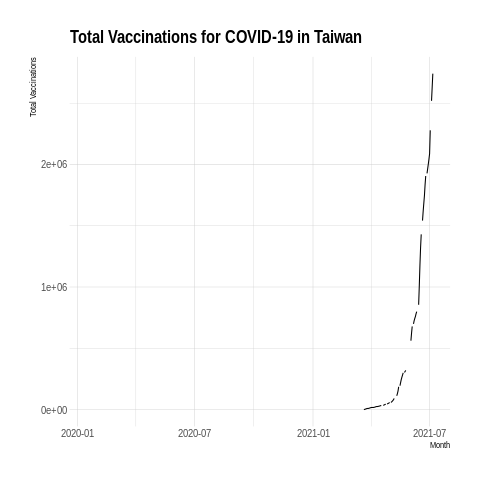 Total Vaccinations for COVID-19 in Taiwan
Total Vaccinations
2e+06
1e+06
0e+00
2020-01 2020-07 2021-01 2021-07
Month